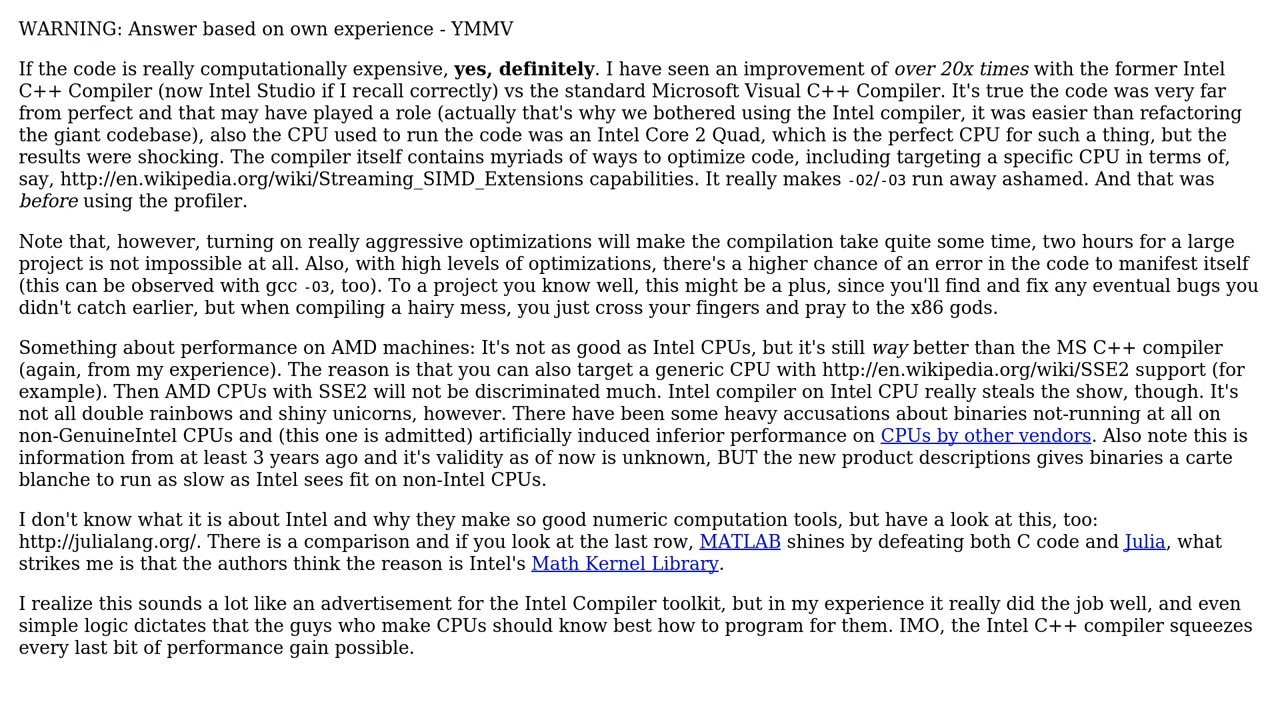 WARNING: Answer based on own experience - YMMV
If the code is really computationally expensive, yes, definitely. I have seen an improvement of over 20x times with the former Intel
C++ Compiler (now Intel Studio if I recall correctly) vs the standard Microsoft Visual C++ Compiler. It's true the code was very far
from perfect and that may have played a role (actually that's why we bothered using the Intel compiler, it was easier than refactoring
the giant codebase), also the CPU used to run the code was an Intel Core 2 Quad, which is the perfect CPU for such a thing, but the
results were shocking. The compiler itself contains myriads of ways to optimize code, including targeting a specific CPU in terms of,
say, http://en.wikipedia.org/wiki/Streaming_SIMD_Extensions capabilities. It really makes -O2/-O3 run away ashamed. And that was
before using the profiler.
Note that, however, turning on really aggressive optimizations will make the compilation take quite some time, two hours for a large
project is not impossible at all. Also, with high levels of optimizations, there's a higher chance of an error in the code to manifest itself
(this can be observed with gcc -O3, too). To a project you know well, this might be a plus, since you'll find and fix any eventual bugs you
didn't catch earlier, but when compiling a hairy mess, you just cross your fingers and pray to the x86 gods.
Something about performance on AMD machines: It's not as good as Intel CPUs, but it's still way better than the MS C++ compiler
(again, from my experience). The reason is that you can also target a generic CPU with http://en.wikipedia.org/wiki/SSE2 support (for
example). Then AMD CPUs with SSE2 will not be discriminated much. Intel compiler on Intel CPU really steals the show, though. It's
not all double rainbows and shiny unicorns, however. There have been some heavy accusations about binaries not-running at all on
non-GenuineIntel CPUs and (this one is admitted) artificially induced inferior performance on CPUs by other vendors. Also note this is
information from at least 3 years ago and it's validity as of now is unknown, BUT the new product descriptions gives binaries a carte
blanche to run as slow as Intel sees fit on non-Intel CPUs.
I don't know what it is about Intel and why they make so good numeric computation tools, but have a look at this, too:
http://julialang.org/. There is a comparison and if you look at the last row, MATLAB shines by defeating both C code and Julia, what
strikes me is that the authors think the reason is Intel's Math Kernel Library.
I realize this sounds a lot like an advertisement for the Intel Compiler toolkit, but in my experience it really did the job well, and even
simple logic dictates that the guys who make CPUs should know best how to program for them. IMO, the Intel C++ compiler squeezes
every last bit of performance gain possible.